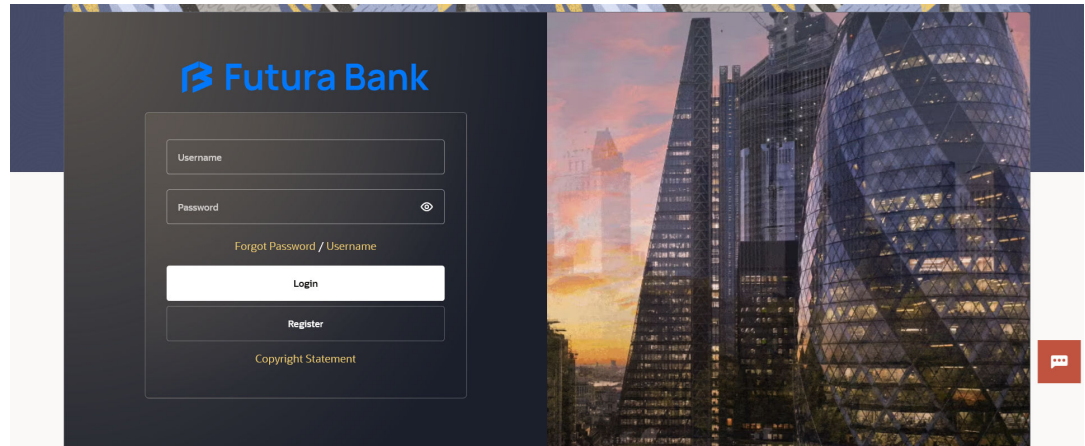 Futura Bank
Username
Password
Forgot Password / Username
Login
Register
Copyright Statement